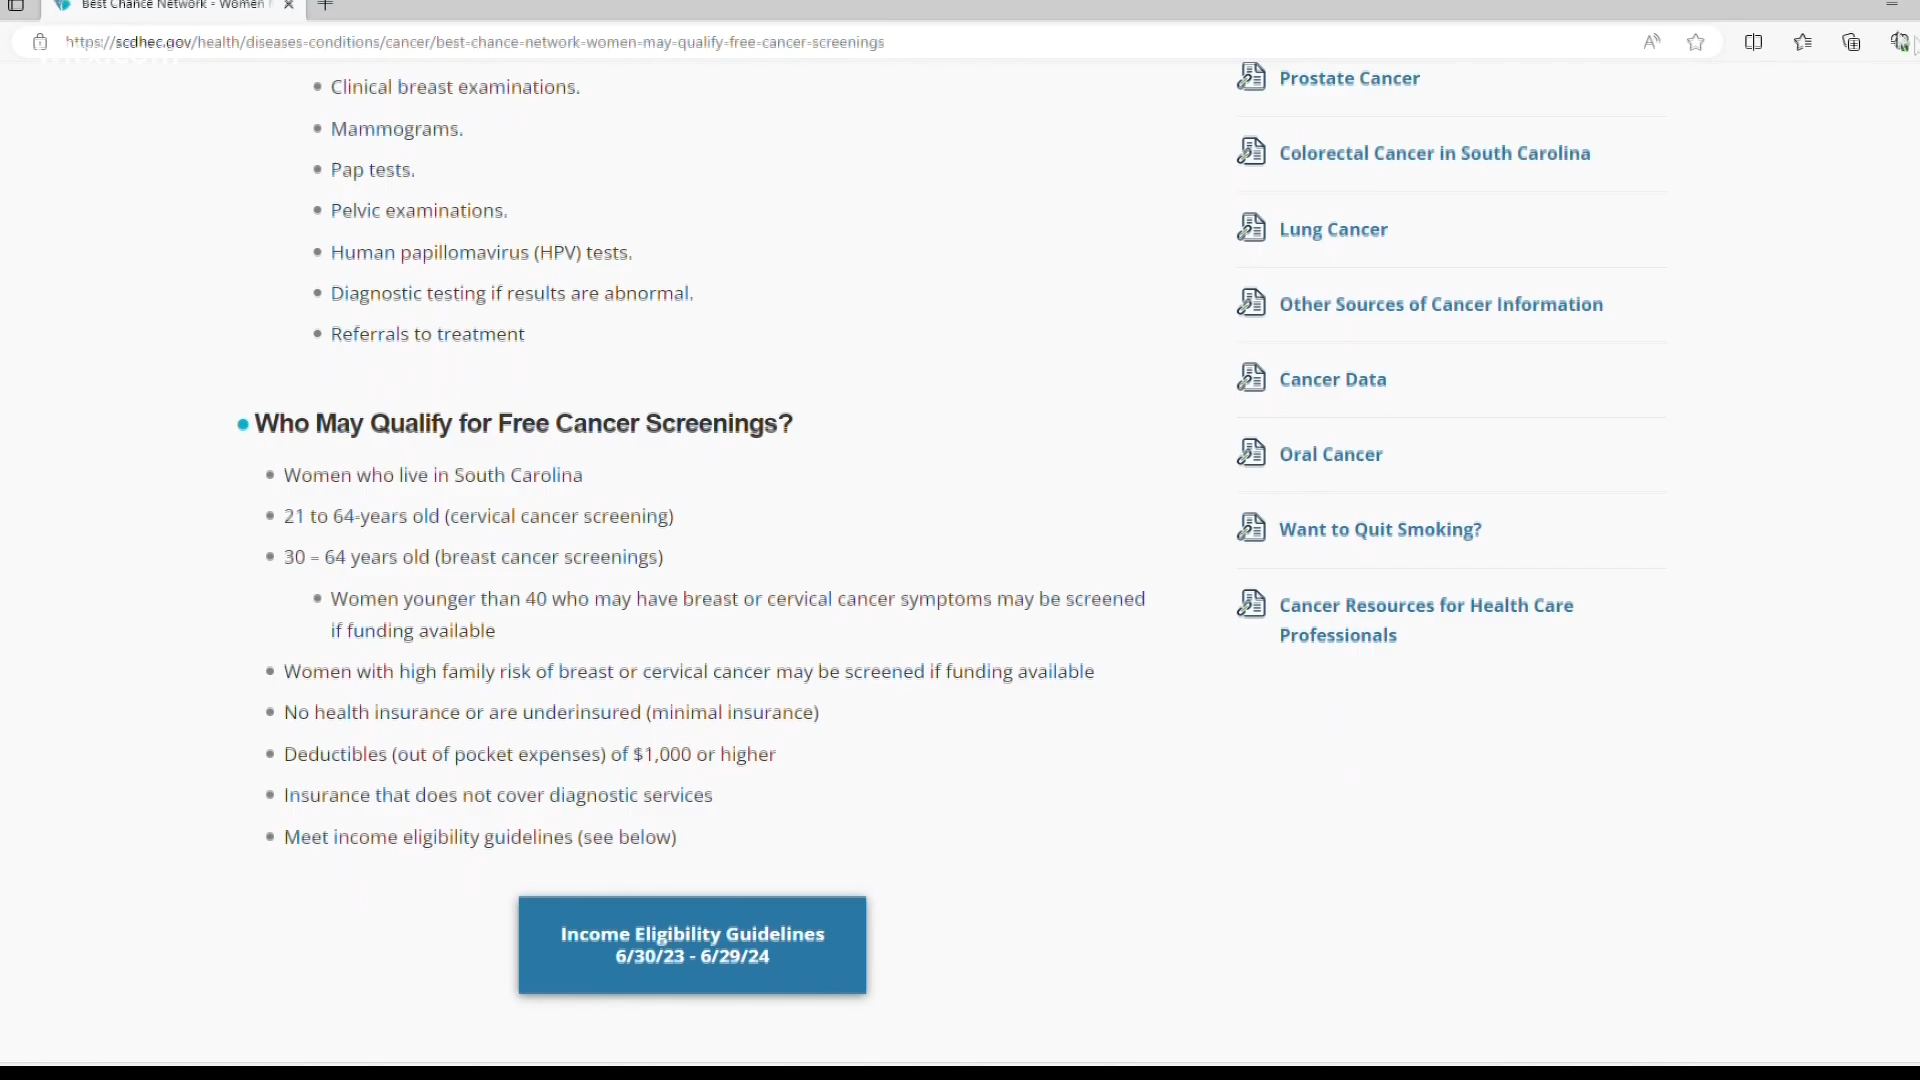 Best Chance Network - Women
https://scdhec.gov/health/diseases-conditions/cancer/best-chance-network-women-may-qualify-free-cancer-screenings
Clinical breast examinations.
Mammograms.
Pap tests.
Pelvic examinations.
Human papillomavirus (HPV) tests.
Diagnostic testing if results are abnormal.
Referrals to treatment
Who May Qualify for Free Cancer Screenings?
Women who live in South Carolina
21 to 64-years old (cervical cancer screening)
30 – 64 years old (breast cancer screenings)
Women younger than 40 who may have breast or cervical cancer symptoms may be screened
if funding available
Women with high family risk of breast or cervical cancer may be screened if funding available
No health insurance or are underinsured (minimal insurance)
Deductibles (out of pocket expenses) of $1,000 or higher
Insurance that does not cover diagnostic services
Meet income eligibility guidelines (see below)
Income Eligibility Guidelines
6/30/23 - 6/29/24
Prostate Cancer
Colorectal Cancer in South Carolina
Lung Cancer
Other Sources of Cancer Information
Cancer Data
Oral Cancer
Want to Quit Smoking?
Cancer Resources for Health Care
Professionals